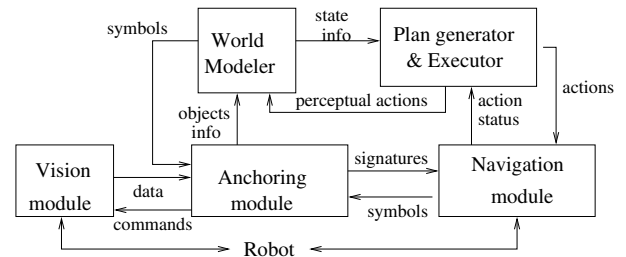 symbols
World
Modeler
state
info
Plan generator
& Executor
perceptual actions
objects
info
action
status
actions
Vision
module
data
commands
Anchoring
module
signatures
symbols
Navigation
module
Robot